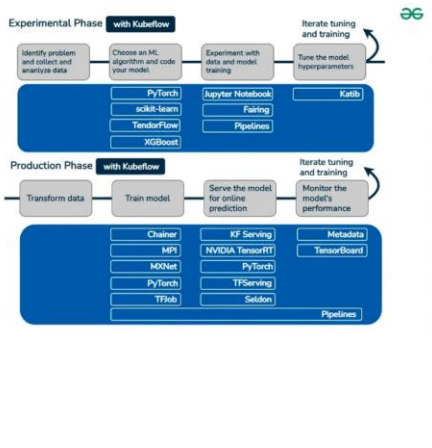 Experimental Phase with Kubeflow
Iterate tuning
and training
Identify problem
and collect and
ananlyze data
Choose an ML
algorithm and code
your model
Experiment with
data and model
training
Tune the model
hyperparameters
PyTorch
scikit-learn
TendorFlow
XGBoost
Jupyter Notebook
Fairing
Pipelines
Katib
Production Phase with Kubeflow
Iterate tuning
and training
Transform data
Train model
Serve the model
for online
prediction
Monitor the
model's
performance
Chainer
MPI
MXNet
PyTorch
TFJob
KF Serving
NVIDIA TensorRT
PyTorch
TFServing
Seldon
Metadata
TensorBoard
Pipelines